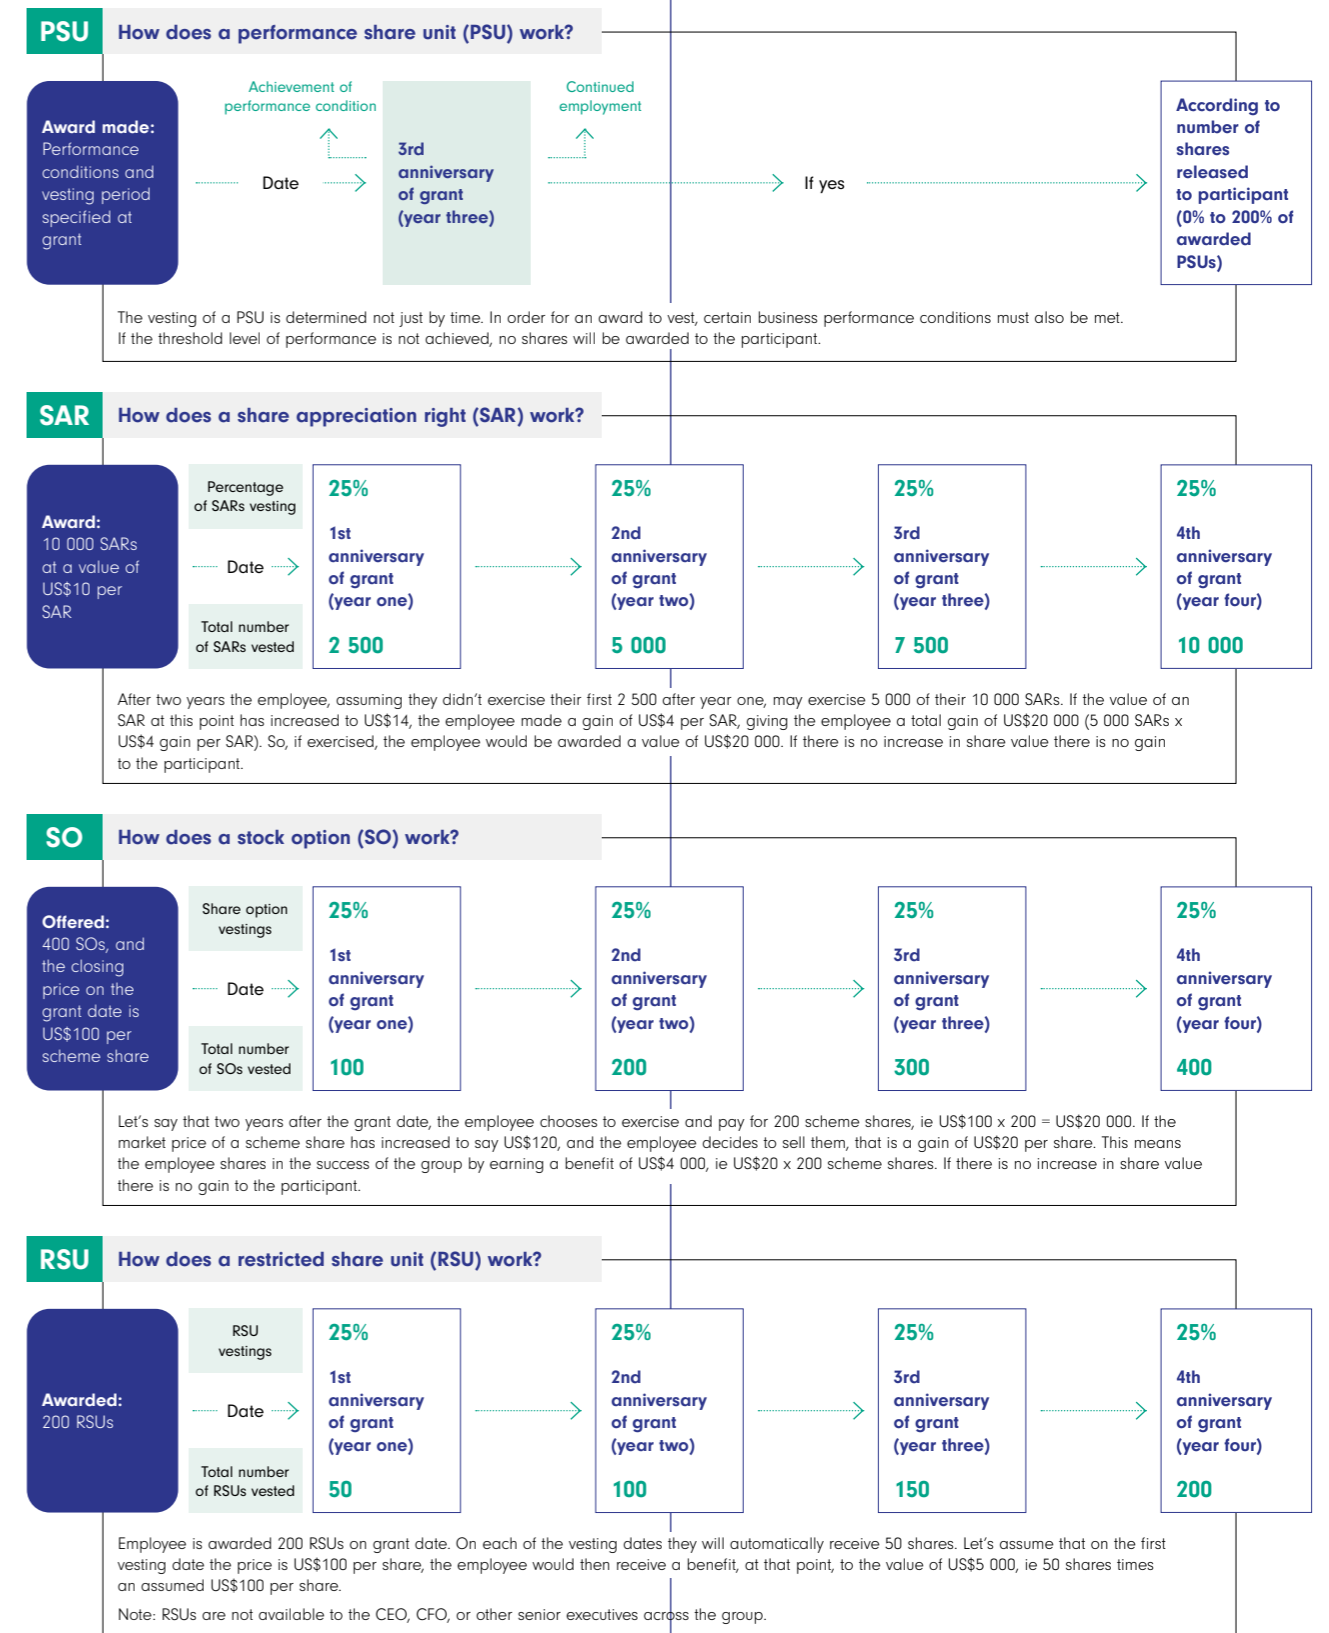 PSU
How does a performance share unit (PSU) work?
Award made:
Performance
conditions and
vesting period
specified at
grant
Date
Achievement of
performance condition
3rd
anniversary
of grant
(year three)
Continued
employment
If yes
According to
number of
shares
released
to participant
(0% to 200% of
awarded
PSUs)
The vesting of a PSU is determined not just by time. In order for an award to vest, certain business performance conditions must also be met.
If the threshold level of performance is not achieved, no shares will be awarded to the participant.
SAR
How does a share appreciation right (SAR) work?
Award:
10 000 SARs
at a value of
US$10 per
SAR
Percentage
of SARs vesting
Date
Total number
of SARs vested
25%
1st
anniversary
of grant
(year one)
2 500
25%
2nd
anniversary
of grant
(year two)
5 000
25%
3rd
anniversary
of grant
(year three)
7 500
25%
4th
anniversary
of grant
(year four)
10 000
After two years the employee, assuming they didn't exercise their first 2 500 after year one, may exercise 5 000 of their 10 000 SARs. If the value of an
SAR at this point has increased to US$14, the employee made a gain of US$4 per SAR, giving the employee a total gain of US$20 000 (5 000 SARs x
US$4 gain per SAR). So, if exercised, the employee would be awarded a value of US$20 000. If there is no increase in share value there is no gain
to the participant.
SO
How does a stock option (SO) work?
Offered:
400 SOs, and
the closing
price on the
grant date is
US$100 per
scheme share
Share option
vestings
Date
Total number
of SOs vested
25%
1st
anniversary
of grant
(year one)
100
25%
2nd
anniversary
of grant
(year two)
200
25%
3rd
anniversary
of grant
(year three)
300
25%
4th
anniversary
of grant
(year four)
400
Let's say that two years after the grant date, the employee chooses to exercise and pay for 200 scheme shares, ie US$100 x 200 = US$20 000. If the
market price of a scheme share has increased to say US$120, and the employee decides to sell them, that is a gain of US$20 per share. This means
the employee shares in the success of the group by earning a benefit of US$4 000, ie US$20 x 200 scheme shares. If there is no increase in share value
there is no gain to the participant.
RSU
How does a restricted share unit (RSU) work?
Awarded:
200 RSUs
RSU
vestings
Date
Total number
of RSUs vested
25%
1st
anniversary
of grant
(year one)
50
25%
2nd
anniversary
of grant
(year two)
100
25%
3rd
anniversary
of grant
(year three)
150
25%
4th
anniversary
of grant
(year four)
200
Employee is awarded 200 RSUs on grant date. On each of the vesting dates they will automatically receive 50 shares. Let's assume that on the first
vesting date the price is US$100 per share, the employee would then receive a benefit, at that point, to the value of US$5 000, ie 50 shares times
an assumed US$100 per share.
Note: RSUs are not available to the CEO, CFO, or other senior executives across the group.